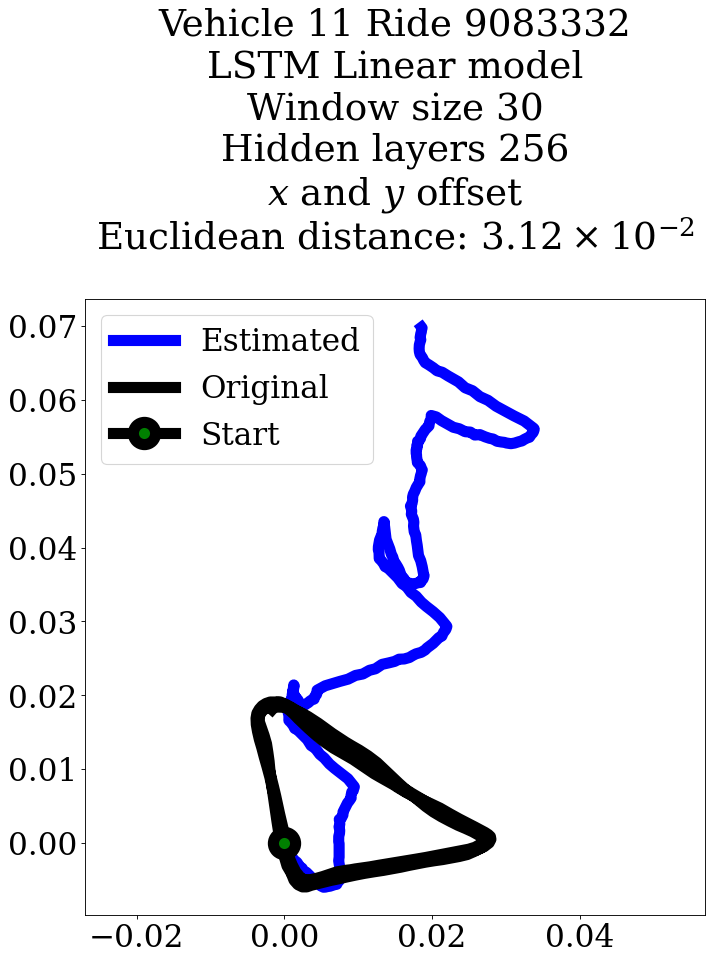 Vehicle 11 Ride 9083332
LSTM Linear model
Window size 30
Hidden layers 256
x and y offset
Euclidean distance: 3.12 × 10⁻²
Estimated
Original
Start
0.07
0.06
0.05
0.04
0.03
0.02
0.01
0.00
−0.02 0.00 0.02 0.04